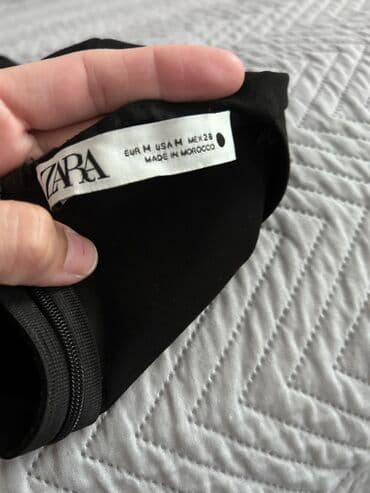 ZARA
EUR M USA M MEX 28
MADE IN MOROCCO